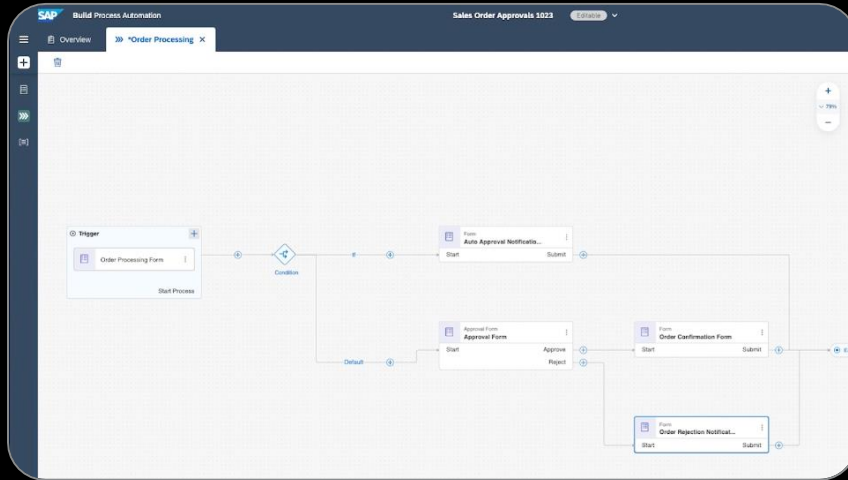 SAP Build Process Automation
Sales Order Approvals 1023 Editable
Overview
*Order Processing
79%
Trigger
Order Processing Form
Start Process
Condition
If
Default
Form
Auto Approval Notificatio...
Start Submit
Approval Form
Approval Form
Start Approve
Reject
Form
Order Confirmation Form
Start Submit
Form
Order Rejection Notificat...
Start Submit